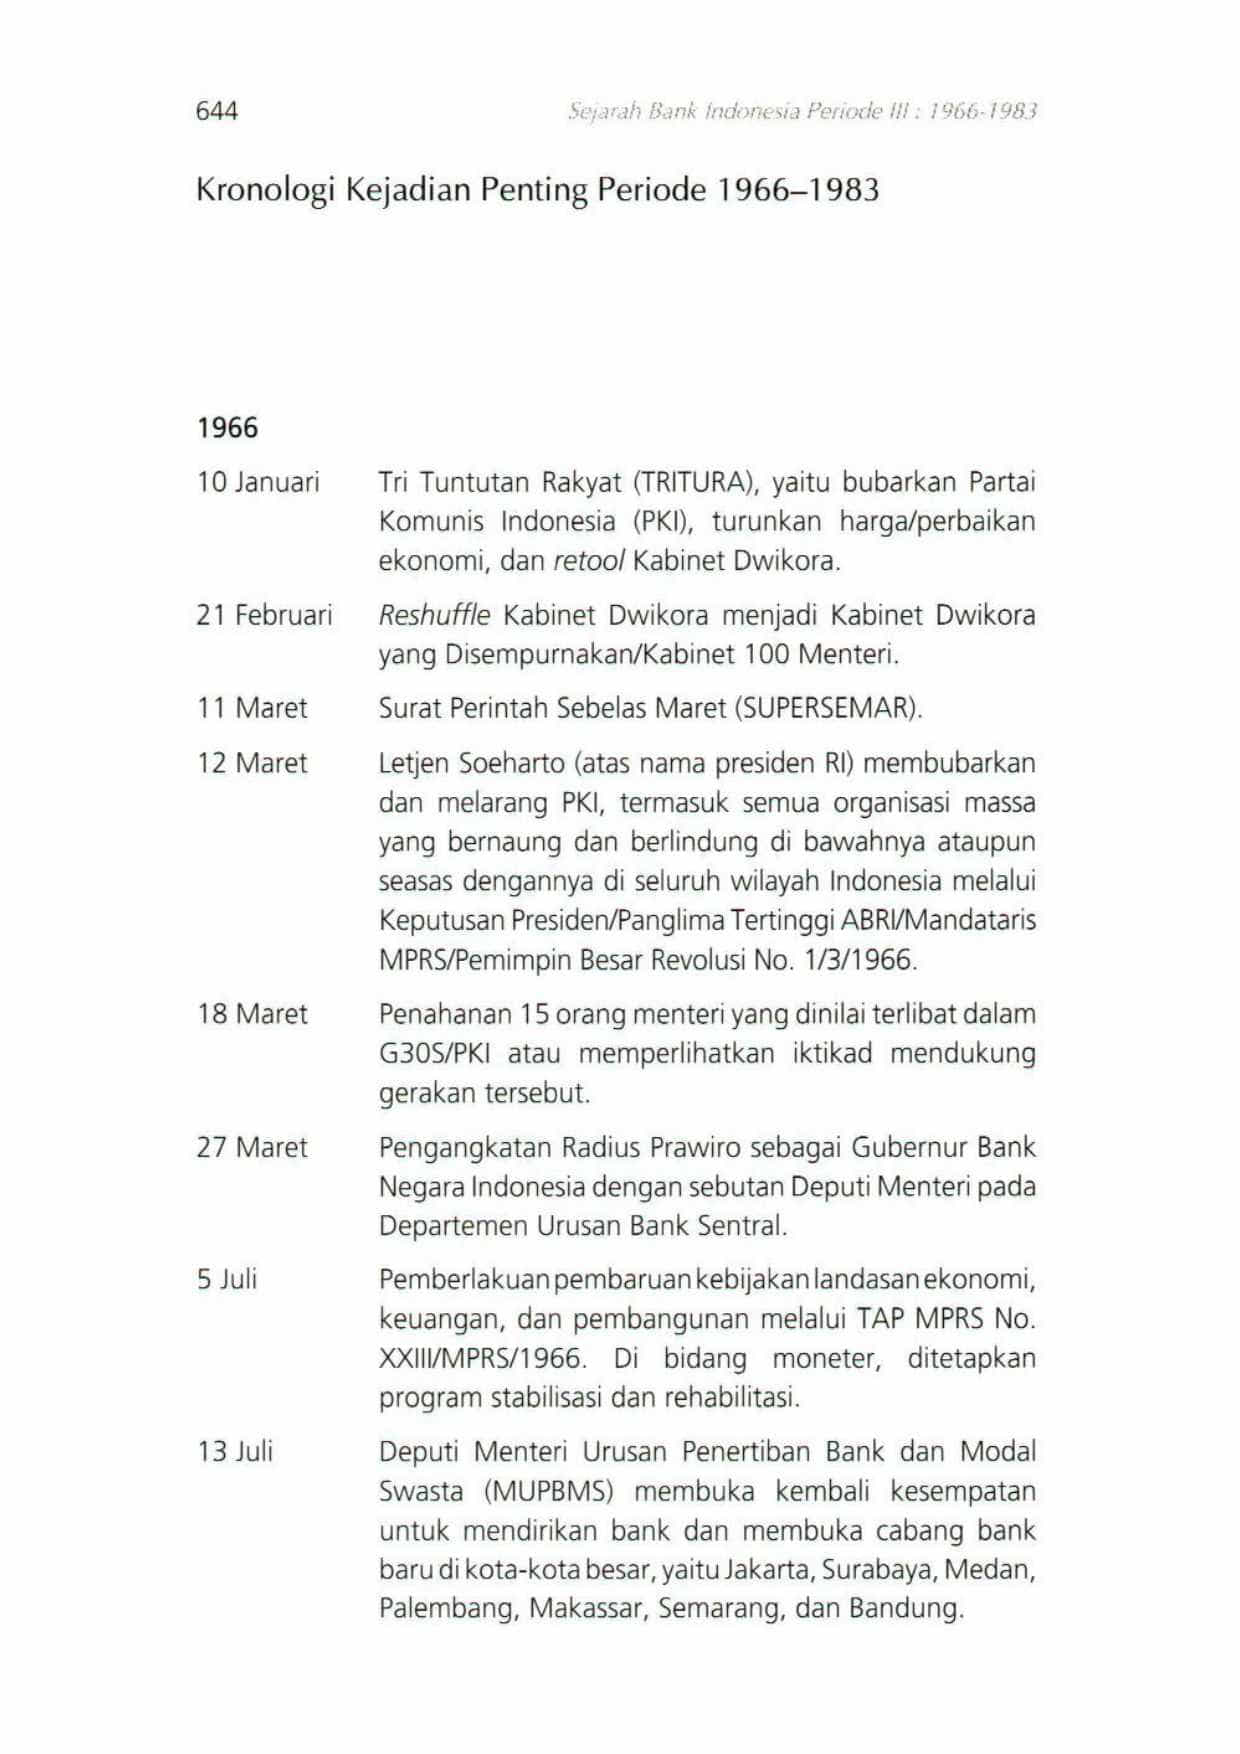 644
Sejarah Bank Indonesia Periode III : 1966-1983
Kronologi Kejadian Penting Periode 1966–1983
1966
10 Januari
Tri Tuntutan Rakyat (TRITURA), yaitu bubarkan Partai
Komunis Indonesia (PKI), turunkan harga/perbaikan
ekonomi, dan retool Kabinet Dwikora.
21 Februari
Reshuffle Kabinet Dwikora menjadi Kabinet Dwikora
yang Disempurnakan/Kabinet 100 Menteri.
11 Maret
Surat Perintah Sebelas Maret (SUPERSEMAR).
12 Maret
Letjen Soeharto (atas nama presiden RI) membubarkan
dan melarang PKI, termasuk semua organisasi massa
yang bernaung dan berlindung di bawahnya ataupun
seasas dengannya di seluruh wilayah Indonesia melalui
Keputusan Presiden/Panglima Tertinggi ABRI/Mandataris
MPRS/Pemimpin Besar Revolusi No. 1/3/1966.
18 Maret
Penahanan 15 orang menteri yang dinilai terlibat dalam
G30S/PKI atau memperlihatkan iktikad mendukung
gerakan tersebut.
27 Maret
Pengangkatan Radius Prawiro sebagai Gubernur Bank
Negara Indonesia dengan sebutan Deputi Menteri pada
Departemen Urusan Bank Sentral.
5 Juli
Pemberlakuan pembaruan kebijakan landasan ekonomi,
keuangan, dan pembangunan melalui TAP MPRS No.
XXIII/MPRS/1966. Di bidang moneter, ditetapkan
program stabilisasi dan rehabilitasi.
13 Juli
Deputi Menteri Urusan Penertiban Bank dan Modal
Swasta (MUPBMS) membuka kembali kesempatan
untuk mendirikan bank dan membuka cabang bank
baru di kota-kota besar, yaitu Jakarta, Surabaya, Medan,
Palembang, Makassar, Semarang, dan Bandung.